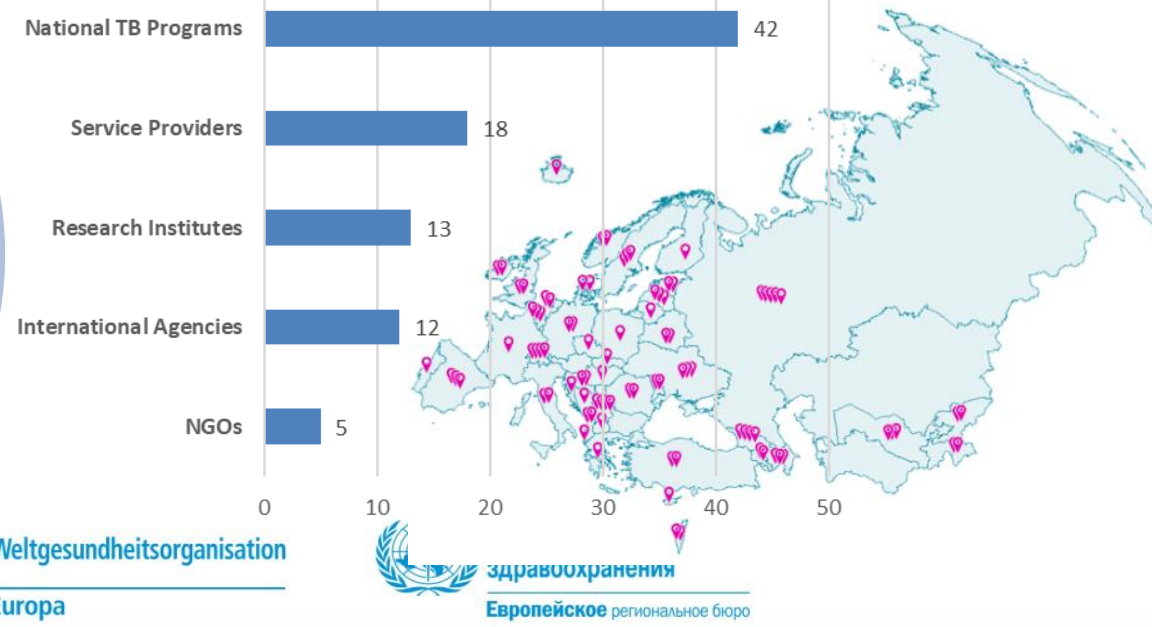 National TB Programs
42
Service Providers
18
Research Institutes
13
International Agencies
12
NGOs
5
0 10 20 30 40 50
Weltgesundheitsorganisation
здравоохранения
Europa
Европейское региональное бюро